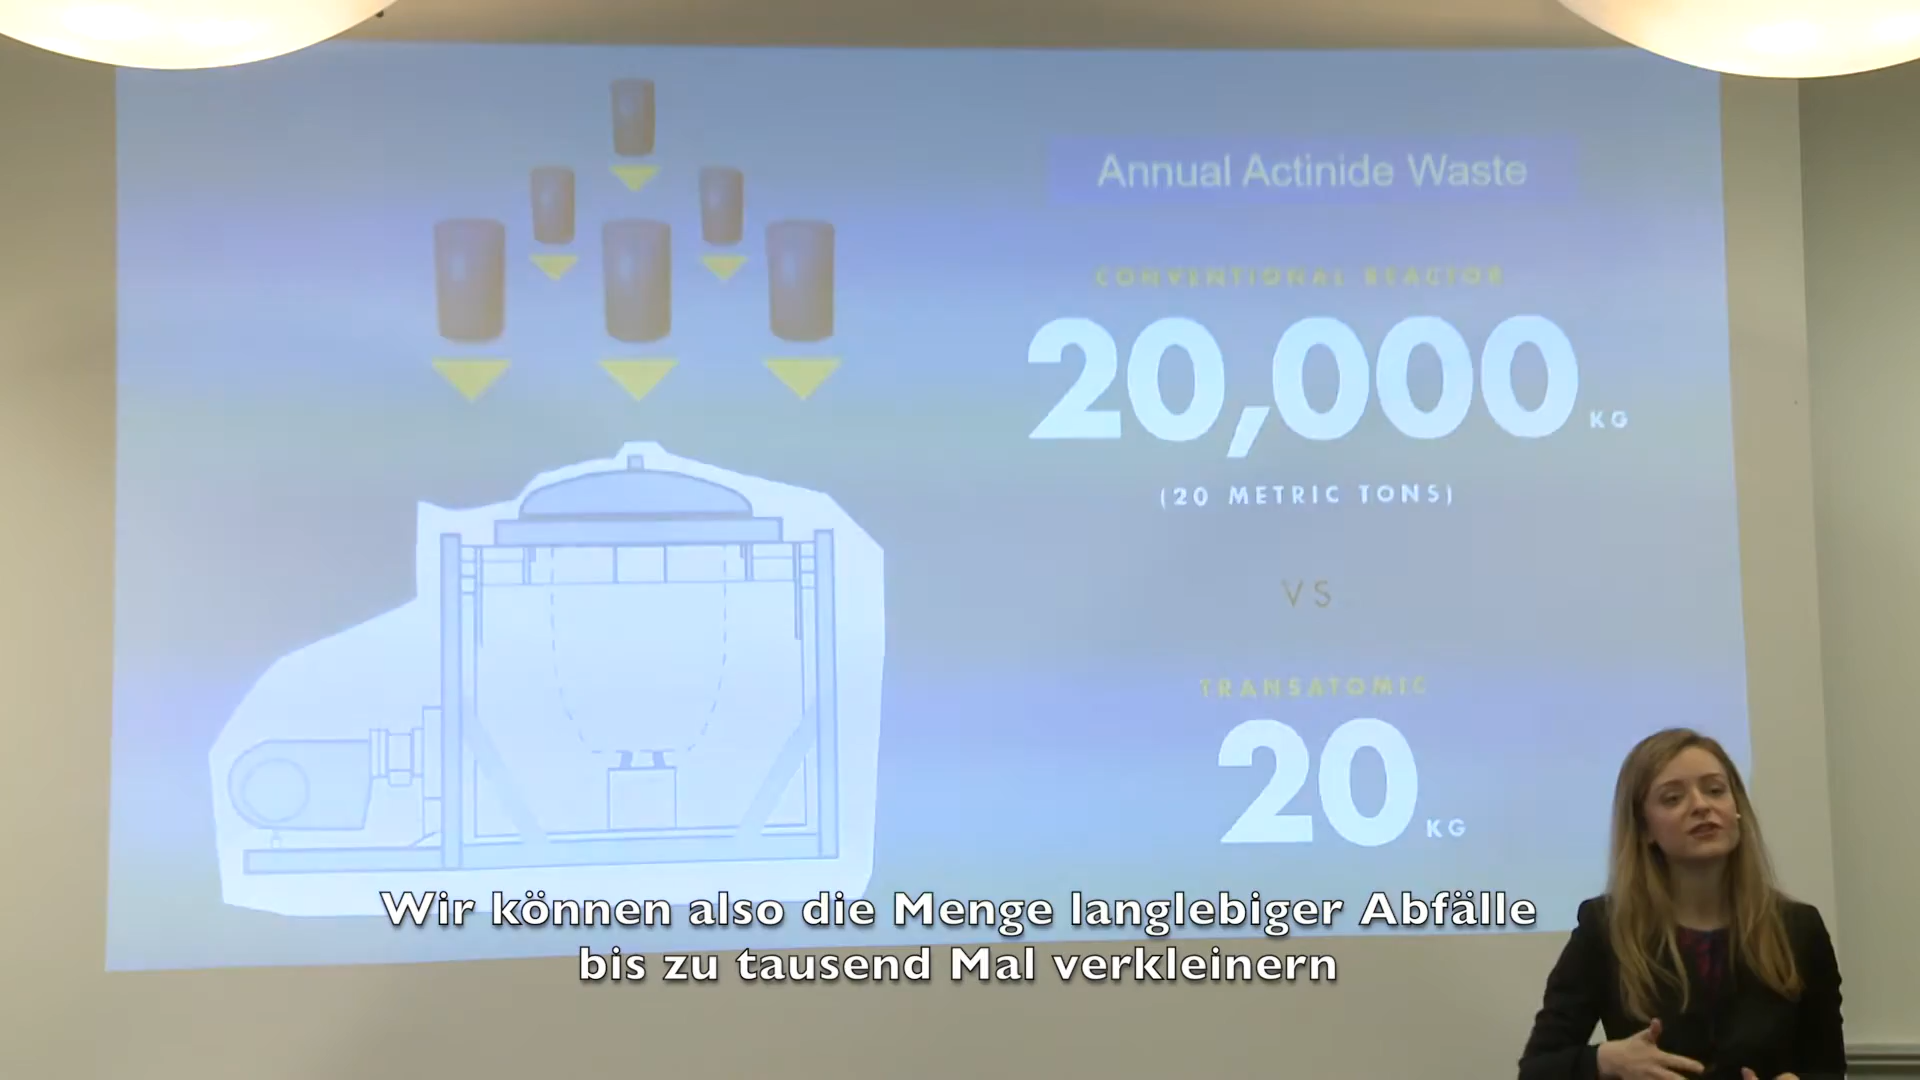 Annual Actinide Waste
CONVENTIONAL REACTOR
20,000 KG
(20 METRIC TONS)
VS
TRANSATOMIC
20 KG
Wir können also die Menge langlebiger Abfälle
bis zu tausend Mal verkleinern